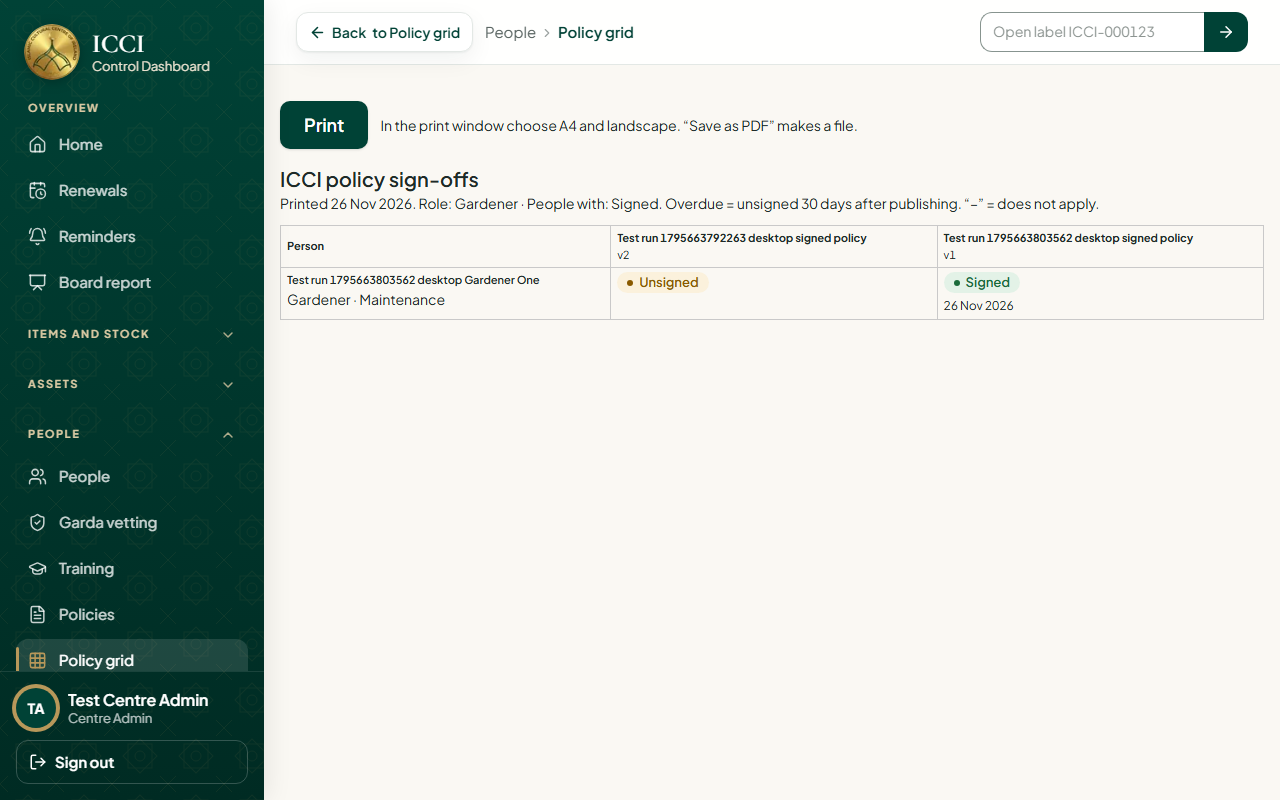 ICCI
Control Dashboard
OVERVIEW
Home
Renewals
Reminders
Board report
ITEMS AND STOCK
ASSETS
PEOPLE
People
Garda vetting
Training
Policies
Policy grid
TA
Test Centre Admin
Centre Admin
Sign out
Back to Policy grid
People › Policy grid
Open label ICCI-000123
Print
In the print window choose A4 and landscape. “Save as PDF” makes a file.
ICCI policy sign-offs
Printed 26 Nov 2026. Role: Gardener · People with: Signed. Overdue = unsigned 30 days after publishing. “–” = does not apply.
Person
Test run 1795663792263 desktop signed policy
v2
Test run 1795663803562 desktop signed policy
v1
Test run 1795663803562 desktop Gardener One
Gardener · Maintenance
Unsigned
Signed
26 Nov 2026